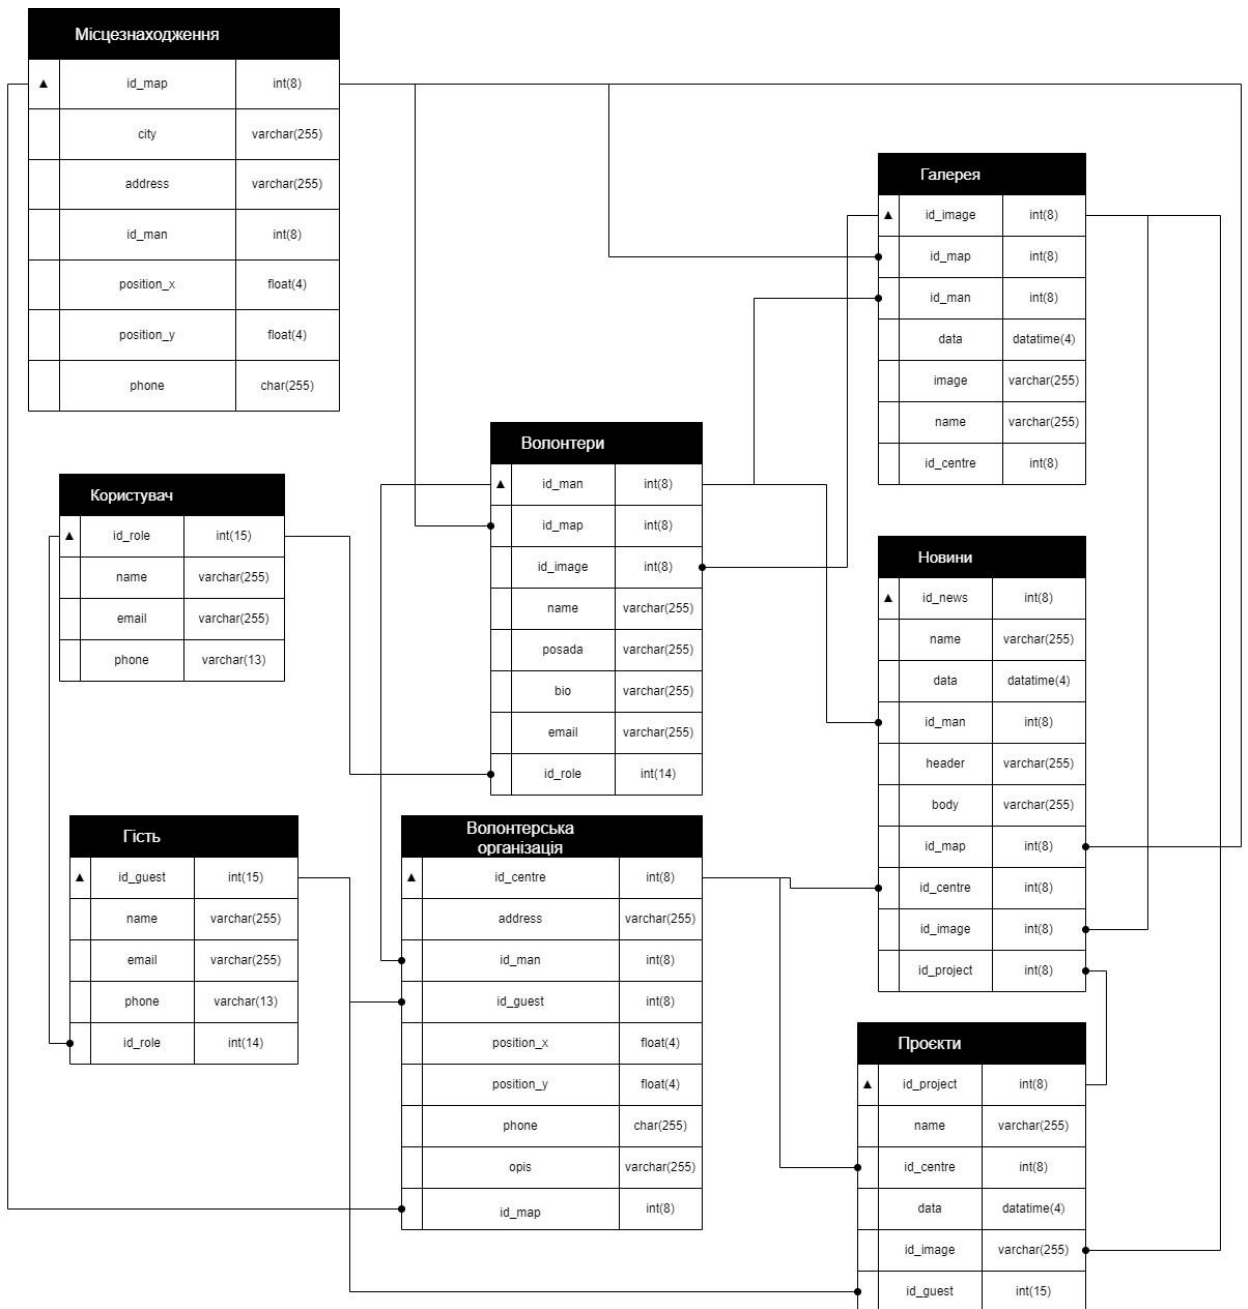 Місцезнаходження
▲ id_map int(8)
city varchar(255)
address varchar(255)
id_man int(8)
position_x float(4)
position_y float(4)
phone char(255)
Галерея
▲ id_image int(8)
id_map int(8)
id_man int(8)
data datatime(4)
image varchar(255)
name varchar(255)
id_centre int(8)
Волонтери
▲ id_man int(8)
id_map int(8)
id_image int(8)
name varchar(255)
posada varchar(255)
bio varchar(255)
email varchar(255)
id_role int(14)
Користувач
▲ id_role int(15)
name varchar(255)
email varchar(255)
phone varchar(13)
Новини
▲ id_news int(8)
name varchar(255)
data datatime(4)
id_man int(8)
header varchar(255)
body varchar(255)
id_map int(8)
id_centre int(8)
id_image int(8)
id_project int(8)
Гість
▲ id_guest int(15)
name varchar(255)
email varchar(255)
phone varchar(13)
id_role int(14)
Волонтерська
організація
▲ id_centre int(8)
address varchar(255)
id_man int(8)
id_guest int(8)
position_x float(4)
position_y float(4)
phone char(255)
opis varchar(255)
id_map int(8)
Проєкти
▲ id_project int(8)
name varchar(255)
id_centre int(8)
data datatime(4)
id_image varchar(255)
id_guest int(15)